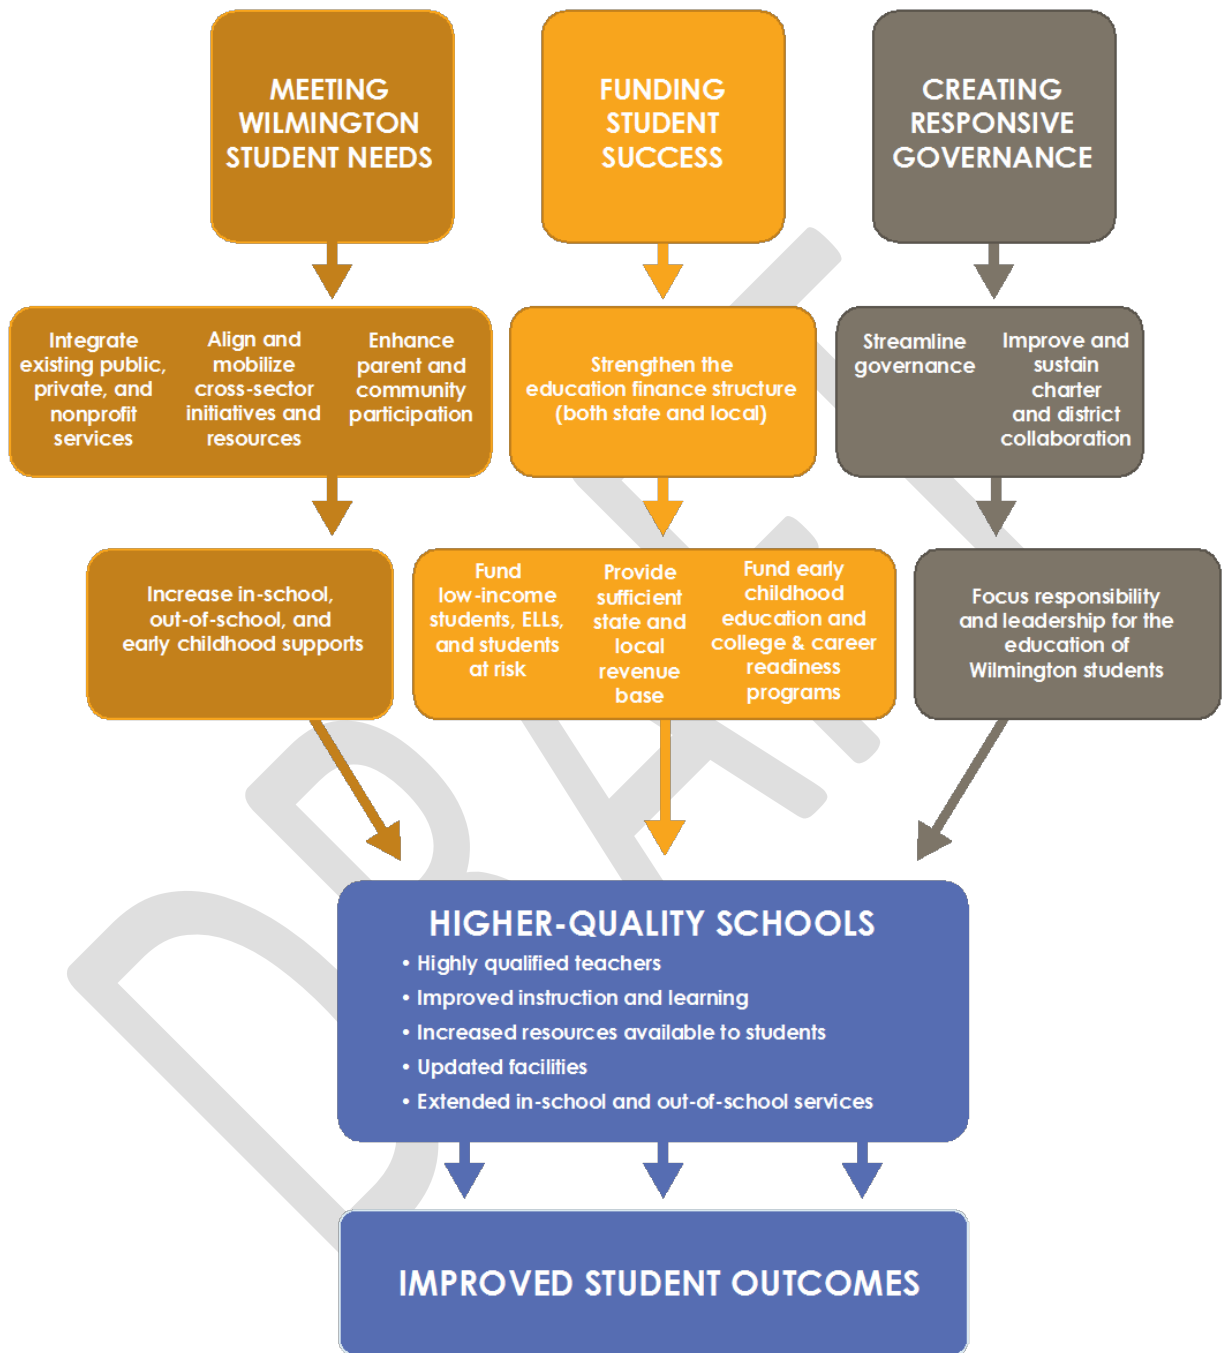 MEETING
WILMINGTON
STUDENT NEEDS
FUNDING
STUDENT
SUCCESS
CREATING
RESPONSIVE
GOVERNANCE
Integrate
existing public,
private, and
nonprofit
services
Align and
mobilize
cross-sector
initiatives and
resources
Enhance
parent and
community
participation
Strengthen the
education finance structure
(both state and local)
Streamline
governance
Improve and
sustain
charter
and district
collaboration
Increase in-school,
out-of-school, and
early childhood supports
Fund
low-income
students, ELLs,
and students
at risk
Provide
sufficient
state and
local
revenue
base
Fund early
childhood
education and
college & career
readiness
programs
Focus responsibility
and leadership for the
education of
Wilmington students
HIGHER-QUALITY SCHOOLS
• Highly qualified teachers
• Improved instruction and learning
• Increased resources available to students
• Updated facilities
• Extended in-school and out-of-school services
IMPROVED STUDENT OUTCOMES
DRAFT